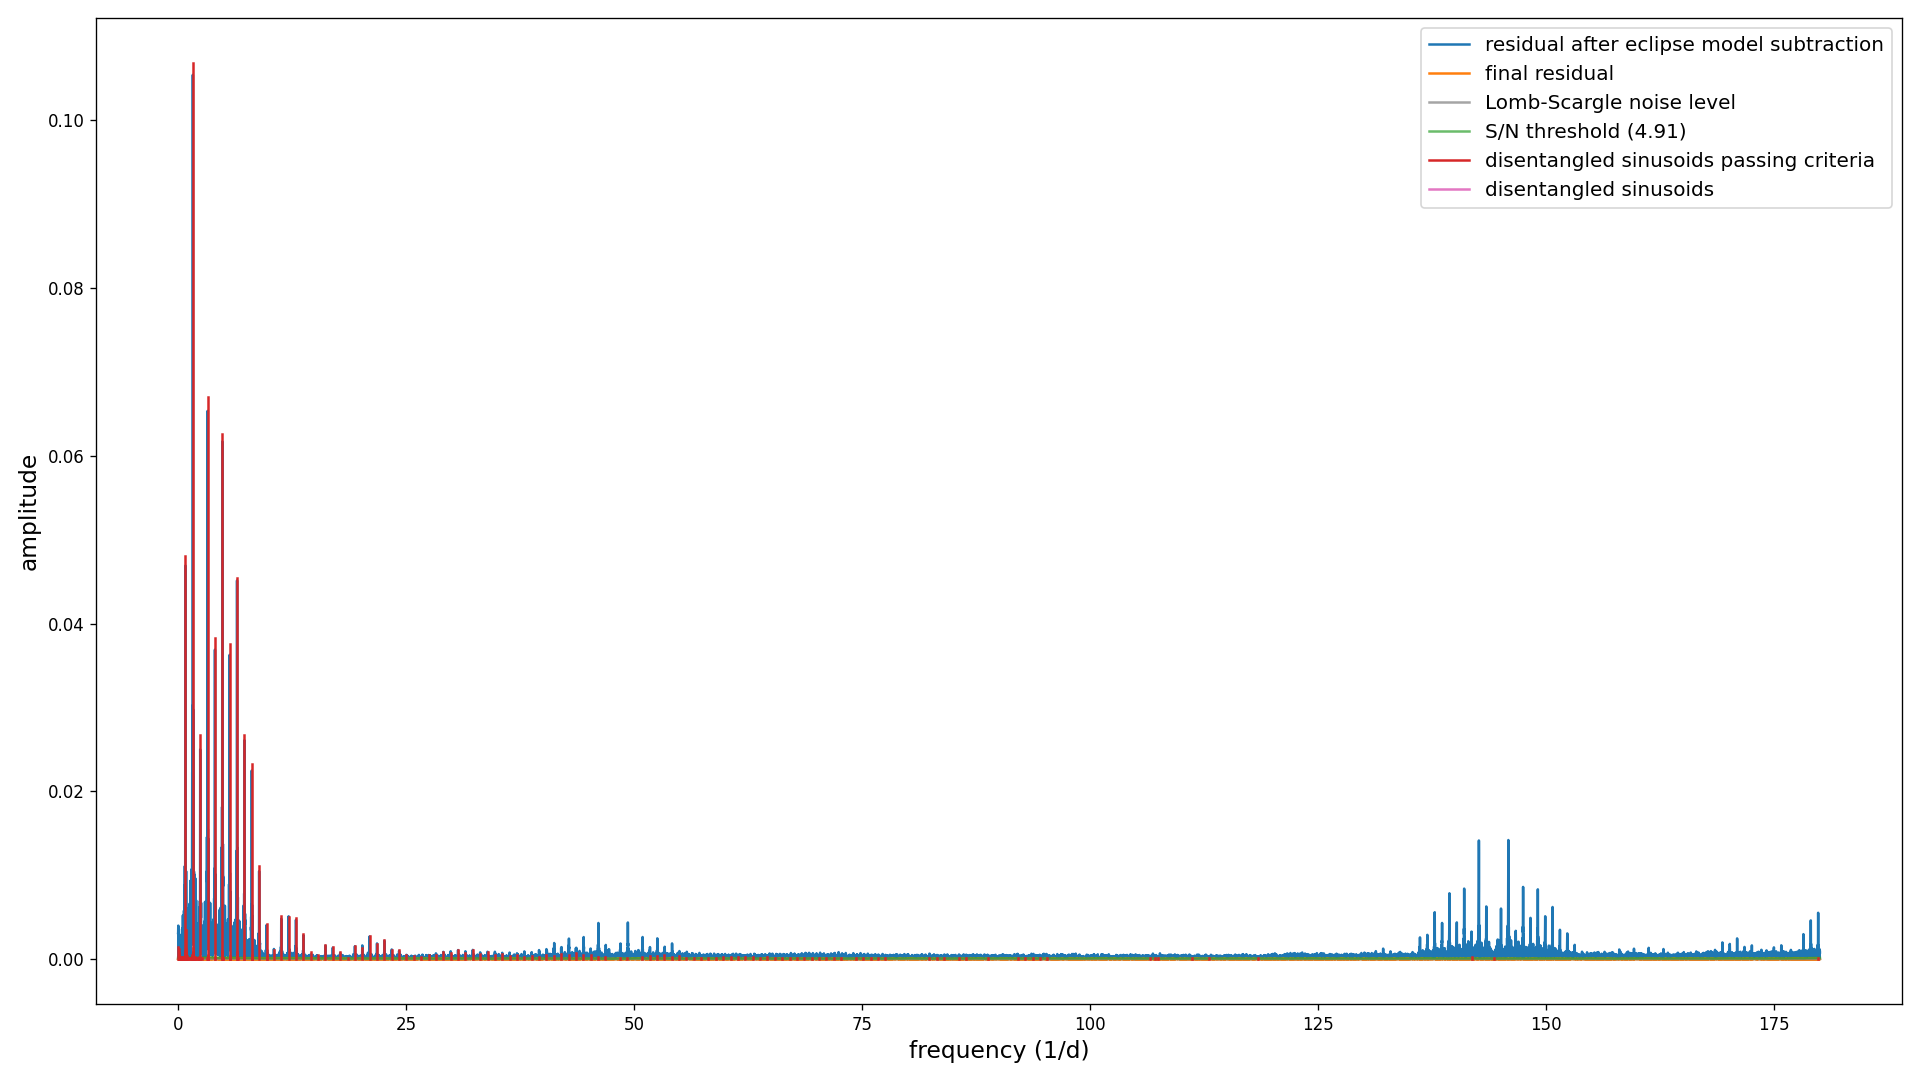 residual after eclipse model subtraction
final residual
Lomb-Scargle noise level
S/N threshold (4.91)
disentangled sinusoids passing criteria
disentangled sinusoids
0.10
0.08
0.06
0.04
0.02
0.00
amplitude
0 25 50 75 100 125 150 175
frequency (1/d)